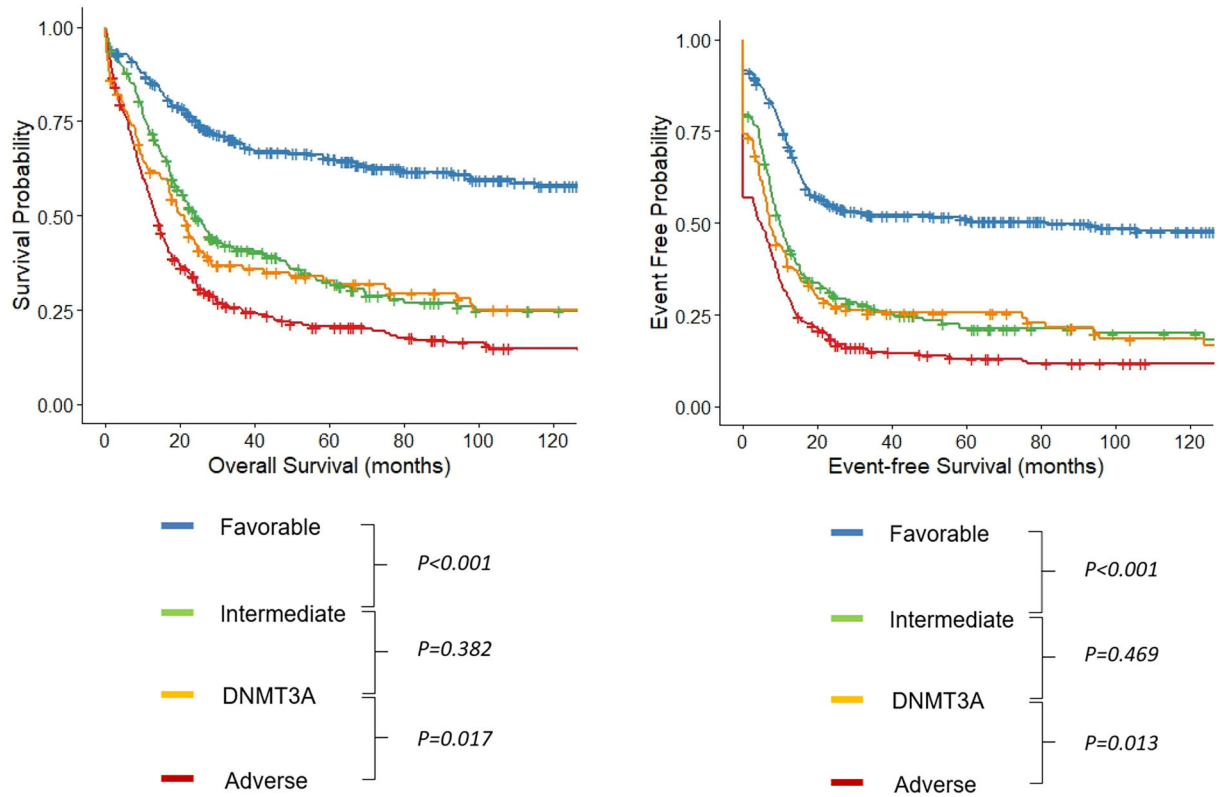 1.00
0.75
0.50
0.25
0.00
Survival Probability
0 20 40 60 80 100 120
Overall Survival (months)
Favorable
P<0.001
Intermediate
P=0.382
DNMT3A
P=0.017
Adverse
1.00
0.75
0.50
0.25
0.00
Event Free Probability
0 20 40 60 80 100 120
Event-free Survival (months)
Favorable
P<0.001
Intermediate
P=0.469
DNMT3A
P=0.013
Adverse